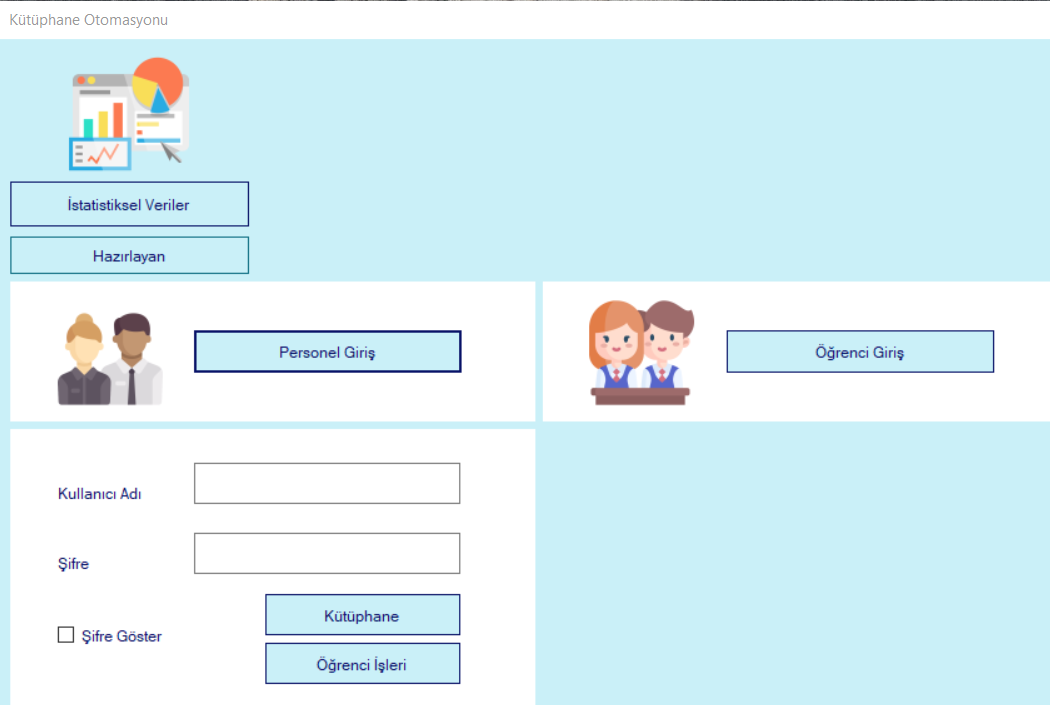 Kütüphane Otomasyonu
İstatistiksel Veriler
Hazırlayan
Personel Giriş
Öğrenci Giriş
Kullanıcı Adı
Şifre
Şifre Göster
Kütüphane
Öğrenci İşleri